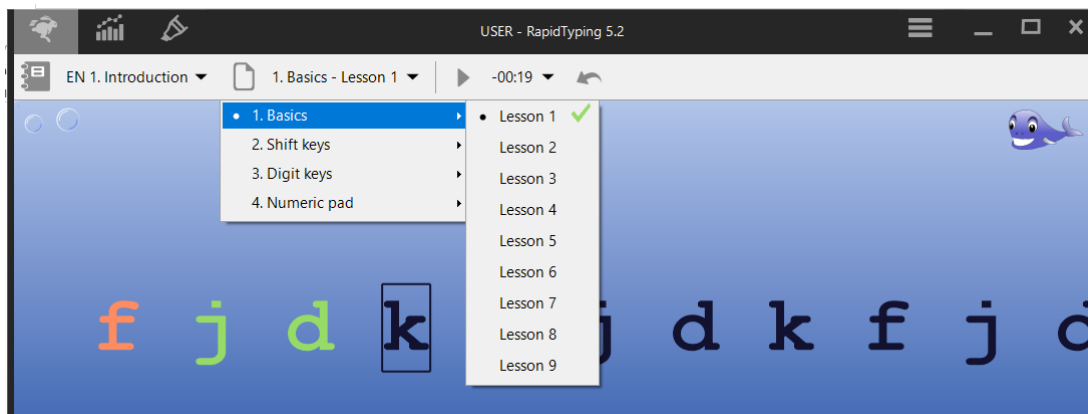 USER - RapidTyping 5.2
EN 1. Introduction 1. Basics - Lesson 1 -00:19
1. Basics
2. Shift keys
3. Digit keys
4. Numeric pad
Lesson 1
Lesson 2
Lesson 3
Lesson 4
Lesson 5
Lesson 6
Lesson 7
Lesson 8
Lesson 9
f j d k j d k f j d